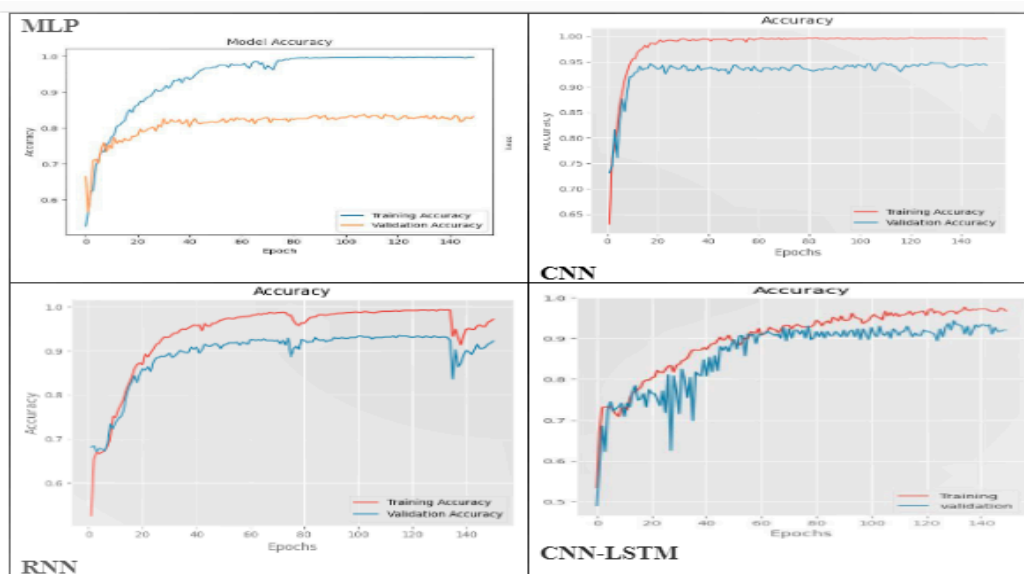 MLP
Model Accuracy
1.0
0.9
0.8
0.7
0.6
Accuracy
0 20 40 60 80 100 120 140
Epochs
Training Accuracy
Validation Accuracy
Accuracy
1.00
0.95
0.90
0.85
0.80
0.75
0.70
0.65
Accuracy
0 20 40 60 80 100 120 140
Epochs
Training Accuracy
Validation Accuracy
CNN
Accuracy
1.0
0.9
0.8
0.7
0.6
Accuracy
0 20 40 60 80 100 120 140
Epochs
Training Accuracy
Validation Accuracy
RNN
Accuracy
1.0
0.9
0.8
0.7
0.6
0.5
0 20 40 60 80 100 120 140
Epochs
Training
validation
CNN-LSTM